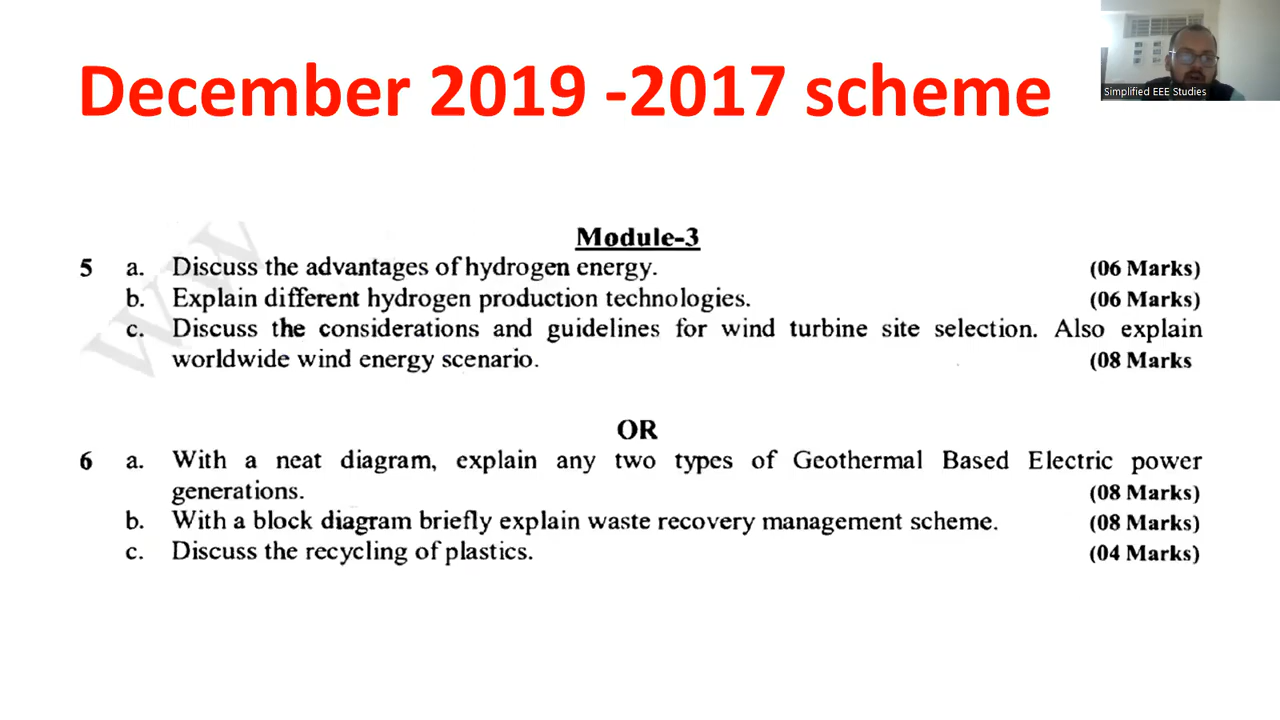 December 2019 -2017 scheme
Simplified EEE Studies
www
Module-3
5 a. Discuss the advantages of hydrogen energy. (06 Marks)
b. Explain different hydrogen production technologies. (06 Marks)
c. Discuss the considerations and guidelines for wind turbine site selection. Also explain
worldwide wind energy scenario. (08 Marks
OR
6 a. With a neat diagram, explain any two types of Geothermal Based Electric power
generations. (08 Marks)
b. With a block diagram briefly explain waste recovery management scheme. (08 Marks)
c. Discuss the recycling of plastics. (04 Marks)